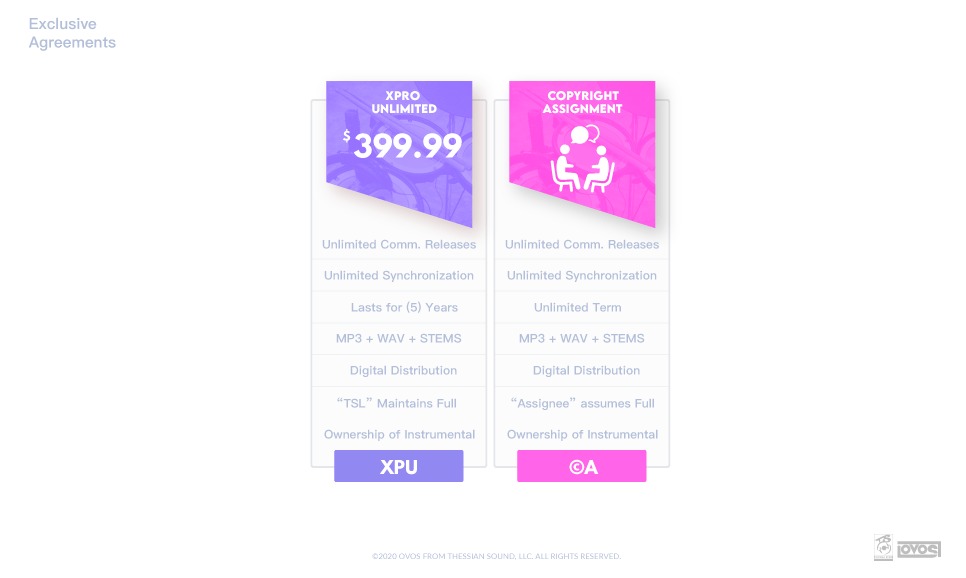 Exclusive
Agreements
XPRO
UNLIMITED
$399.99
Unlimited Comm. Releases
Unlimited Synchronization
Lasts for (5) Years
MP3 + WAV + STEMS
Digital Distribution
“TSL” Maintains Full
Ownership of Instrumental
XPU
COPYRIGHT
ASSIGNMENT
Unlimited Comm. Releases
Unlimited Synchronization
Unlimited Term
MP3 + WAV + STEMS
Digital Distribution
“Assignee” assumes Full
Ownership of Instrumental
©A
©2020 OVOS FROM THESSIAN SOUND, LLC. ALL RIGHTS RESERVED.
OVOS